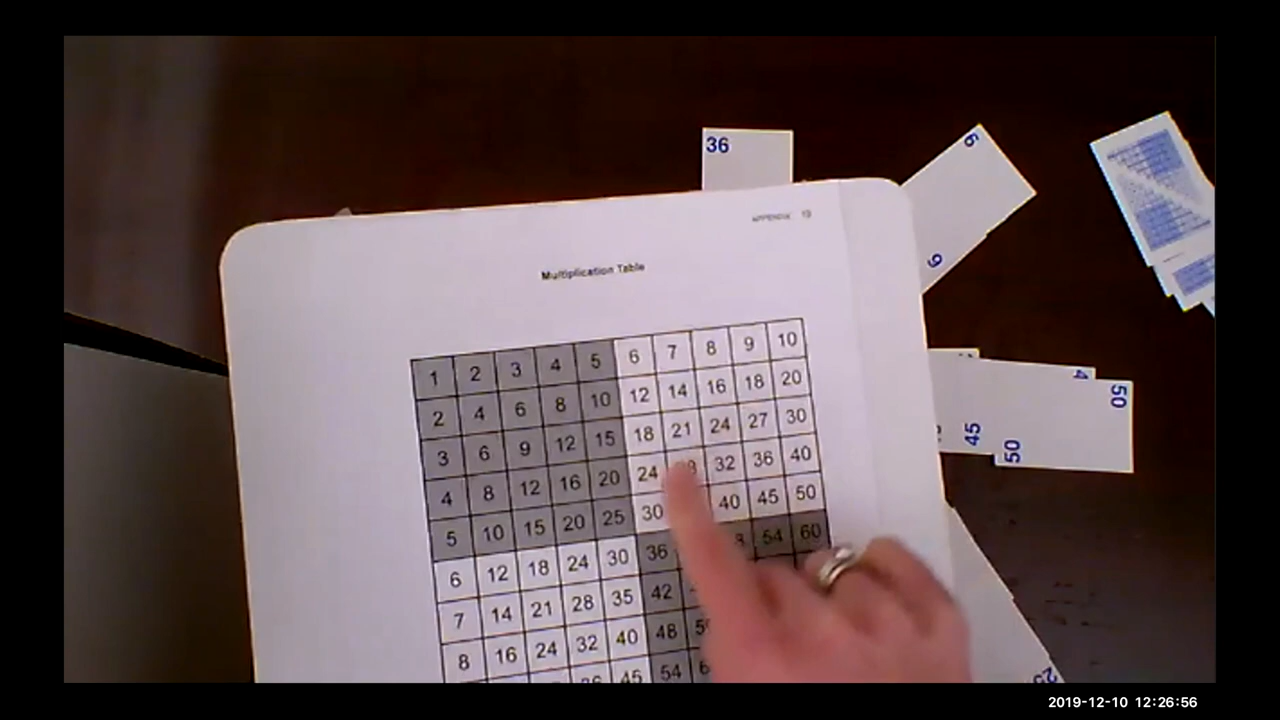 36
6
6
APPENDIX 19
Multiplication Table
1 2 3 4 5 6 7 8 9 10
2 4 6 8 10 12 14 16 18 20
3 6 9 12 15 18 21 24 27 30
4 8 12 16 20 24 32 36 40
5 10 15 20 25 30 40 45 50
6 12 18 24 30 36 54 60
7 14 21 28 35 42
8 16 24 32 40 48
45 54
4
50
45
50
2019-12-10 12:26:56